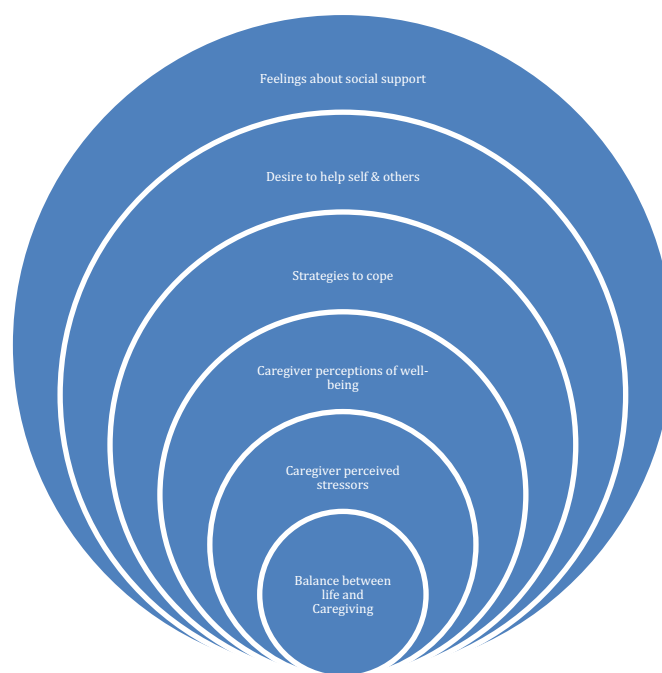 Feelings about social support
Desire to help self & others
Strategies to cope
Caregiver perceptions of well-
being
Caregiver perceived
stressors
Balance between
life and
Caregiving